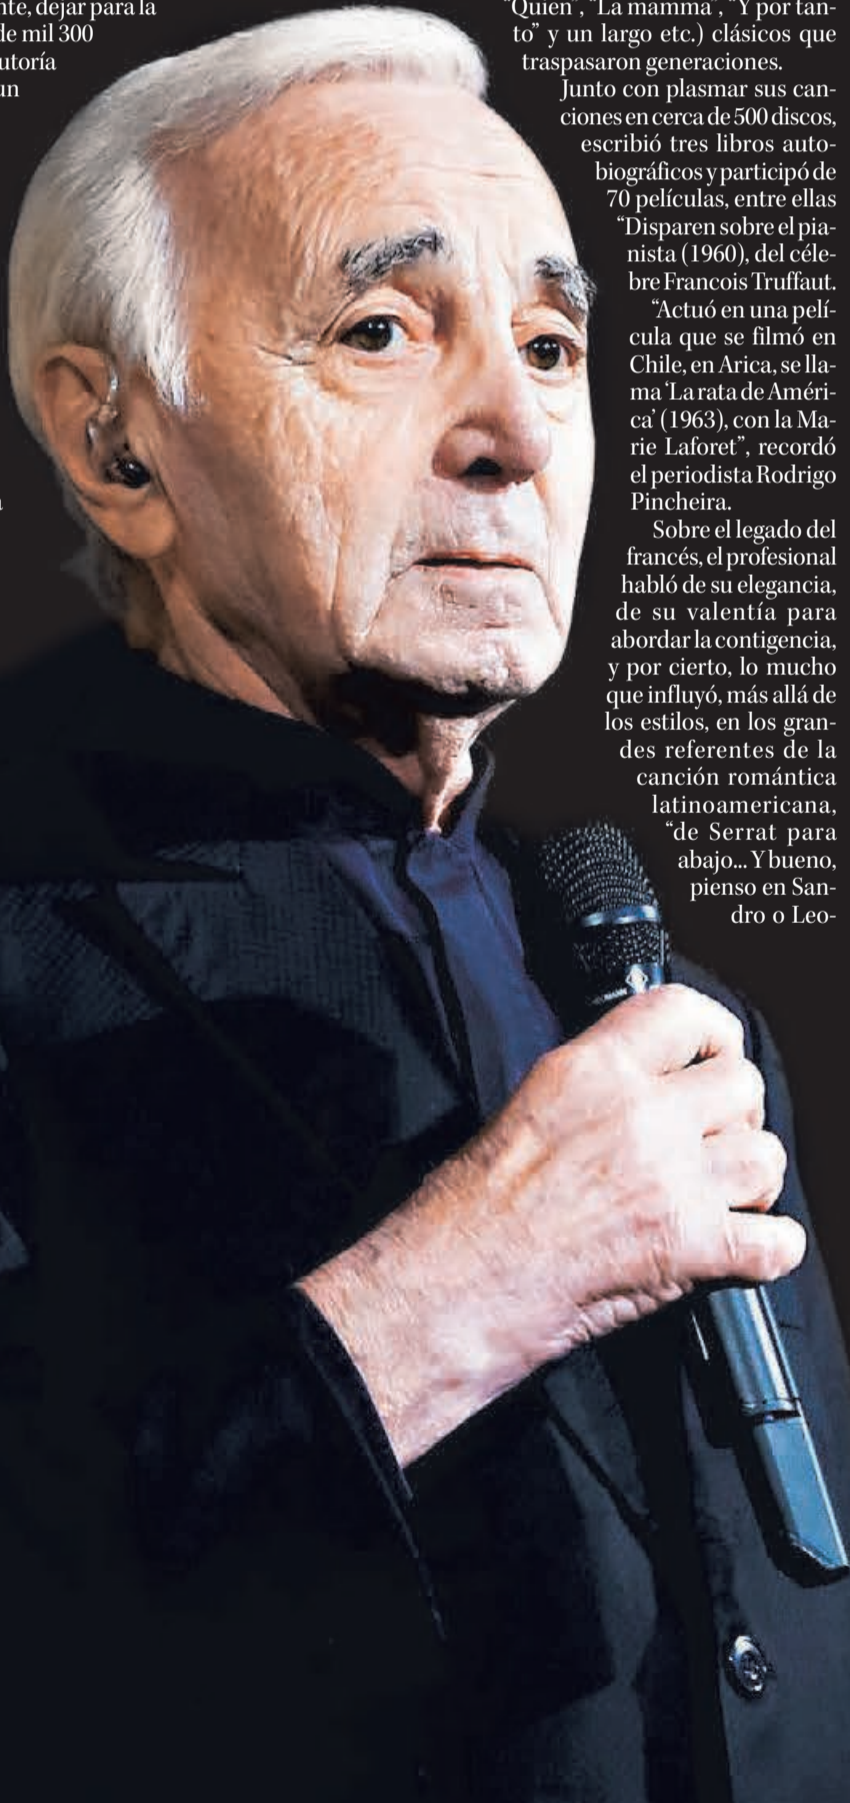 nte, dejar para la
de mil 300
utoría
un
“Quien”, “La mamma”, “Y por tan-
to” y un largo etc.) clásicos que
traspasaron generaciones.
Junto con plasmar sus can-
ciones en cerca de 500 discos,
escribió tres libros auto-
biográficos y participó de
70 películas, entre ellas
“Disparen sobre el pia-
nista (1960), del céle-
bre Francois Truffaut.
“Actuó en una pelí-
cula que se filmó en
Chile, en Arica, se lla-
ma ‘La rata de Améri-
ca’ (1963), con la Ma-
rie Laforet”, recordó
el periodista Rodrigo
Pincheira.
Sobre el legado del
francés, el profesional
habló de su elegancia,
de su valentía para
abordar la contigencia,
y por cierto, lo mucho
que influyó, más allá de
los estilos, en los gran-
des referentes de la
canción romántica
latinoamericana,
“de Serrat para
abajo... Y bueno,
pienso en San-
dro o Leo-